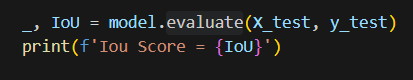 _, IoU = model.evaluate(X_test, y_test)
print(f'Iou Score = {IoU}')